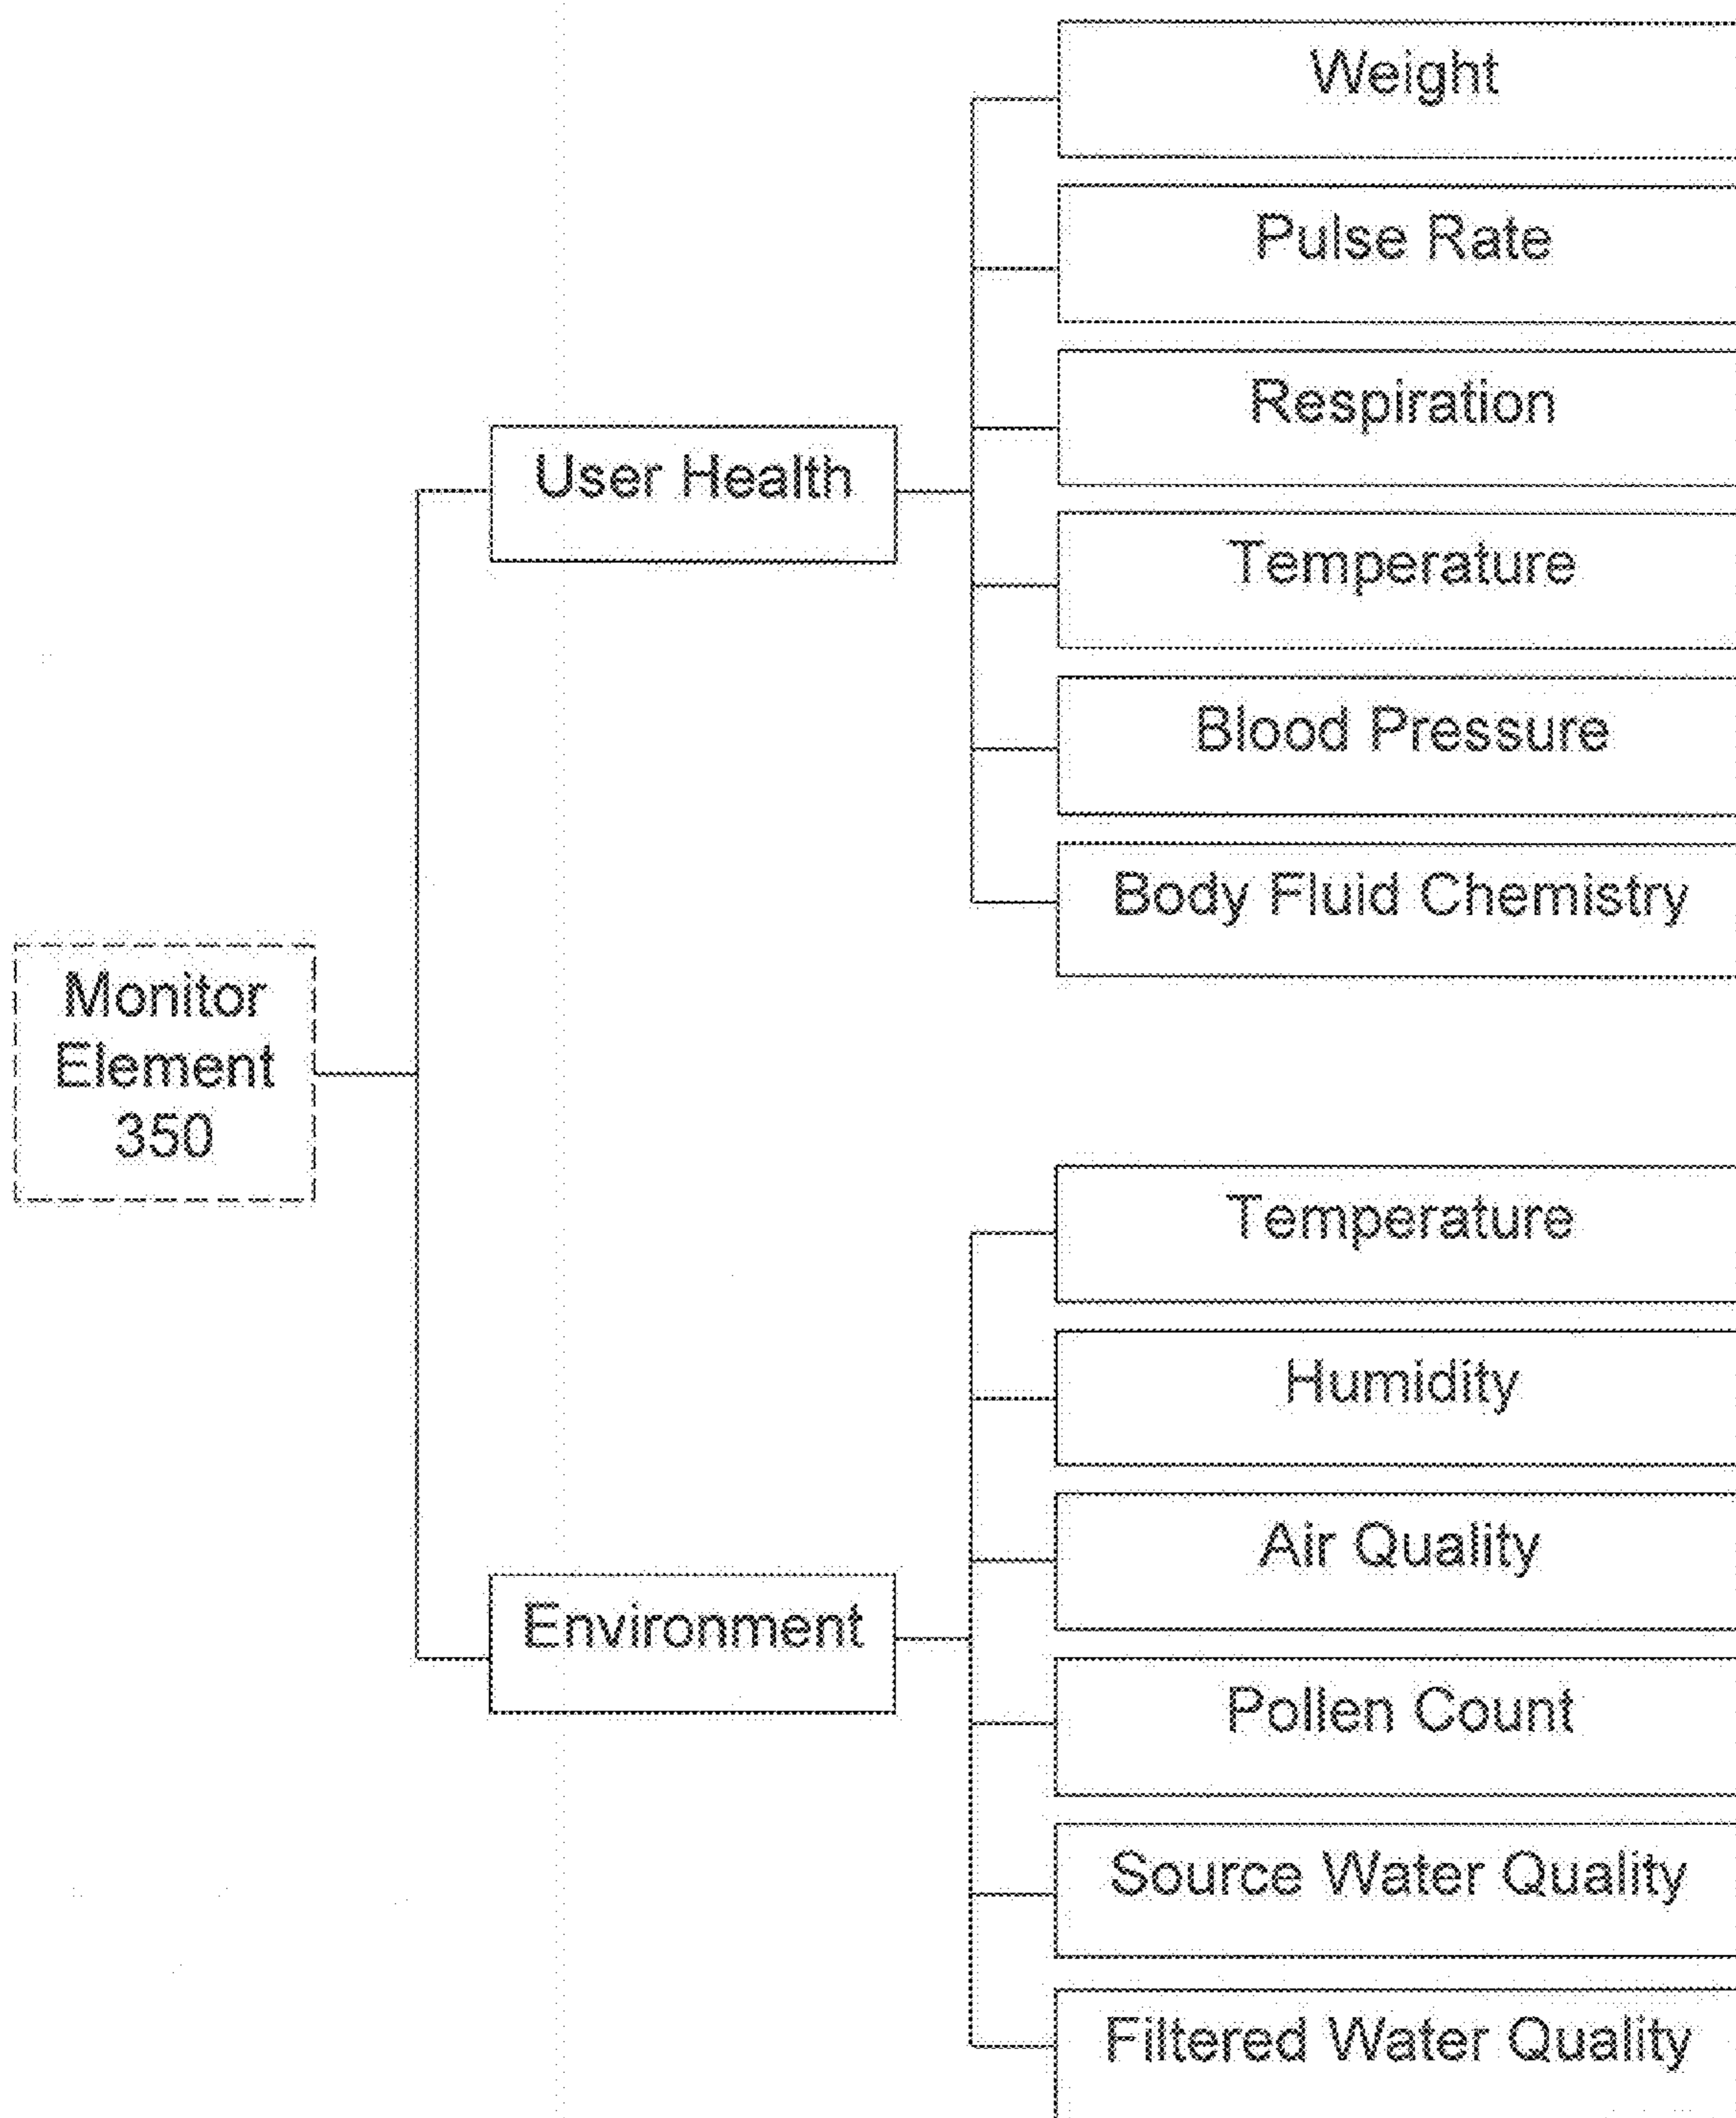 Weight
Pulse Rate
Respiration
User Health
Temperature
Blood Pressure
Body Fluid Chemistry
Monitor
Element
350
Temperature
Humidity
Air Quality
Environment
Pollen Count
Source Water Quality
Filtered Water Quality